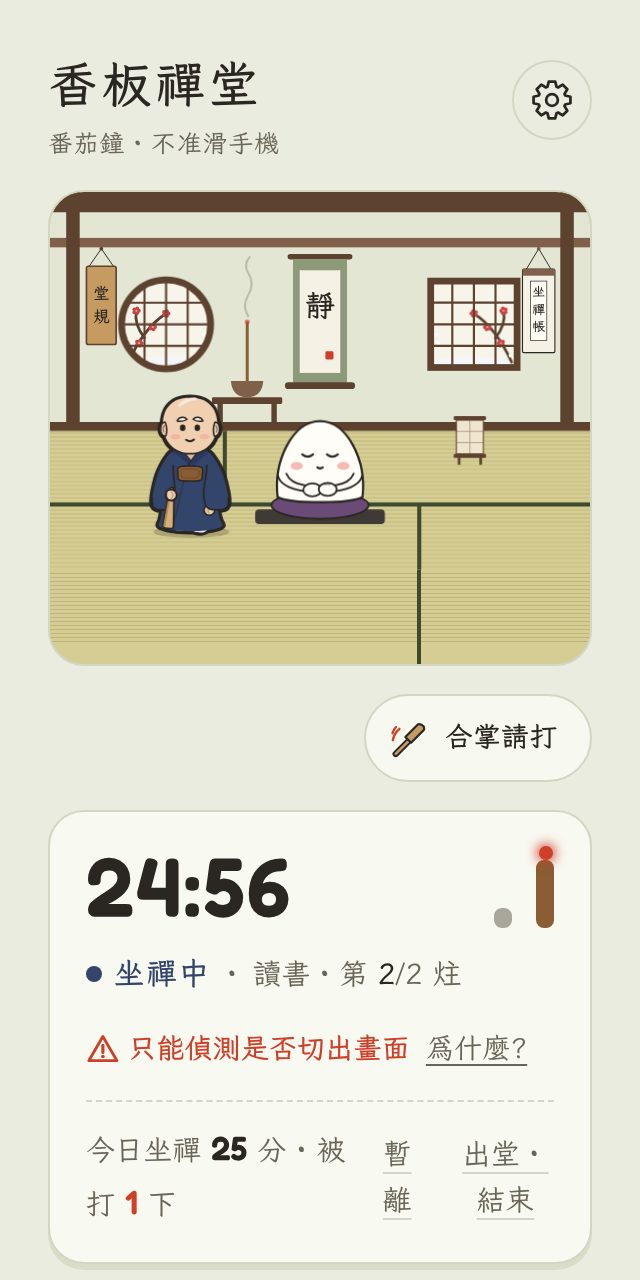 香板禪堂
番茄鐘・不准滑手機
堂規
靜
坐禪帳
合掌請打
24:56
坐禪中・讀書・第 2/2 炷
只能偵測是否切出畫面 為什麼?
今日坐禪 25 分・被打 1 下
暫離
出堂・結束